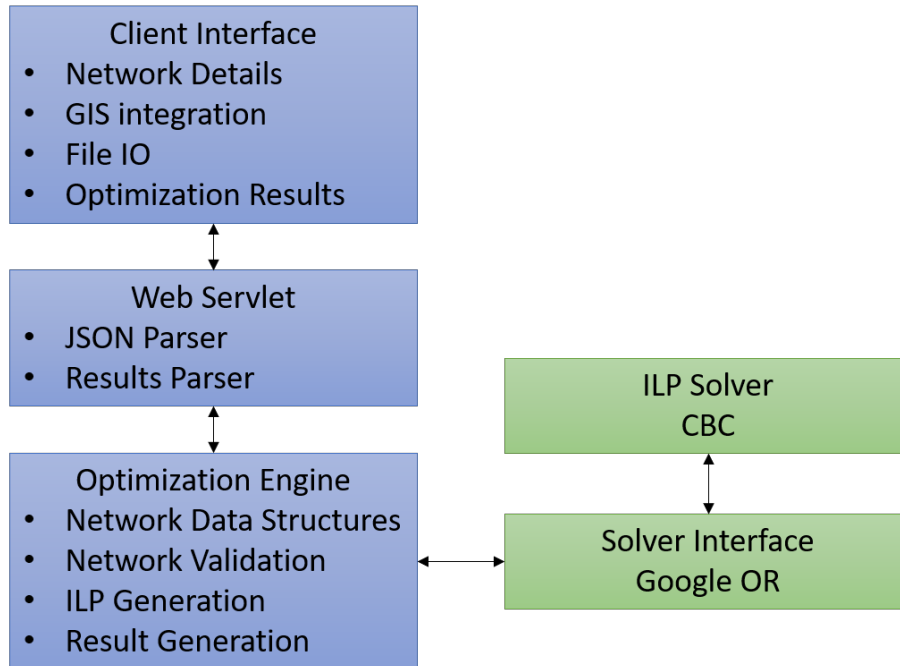 Client Interface
• Network Details
• GIS integration
• File IO
• Optimization Results
Web Servlet
• JSON Parser
• Results Parser
Optimization Engine
• Network Data Structures
• Network Validation
• ILP Generation
• Result Generation
ILP Solver
CBC
Solver Interface
Google OR